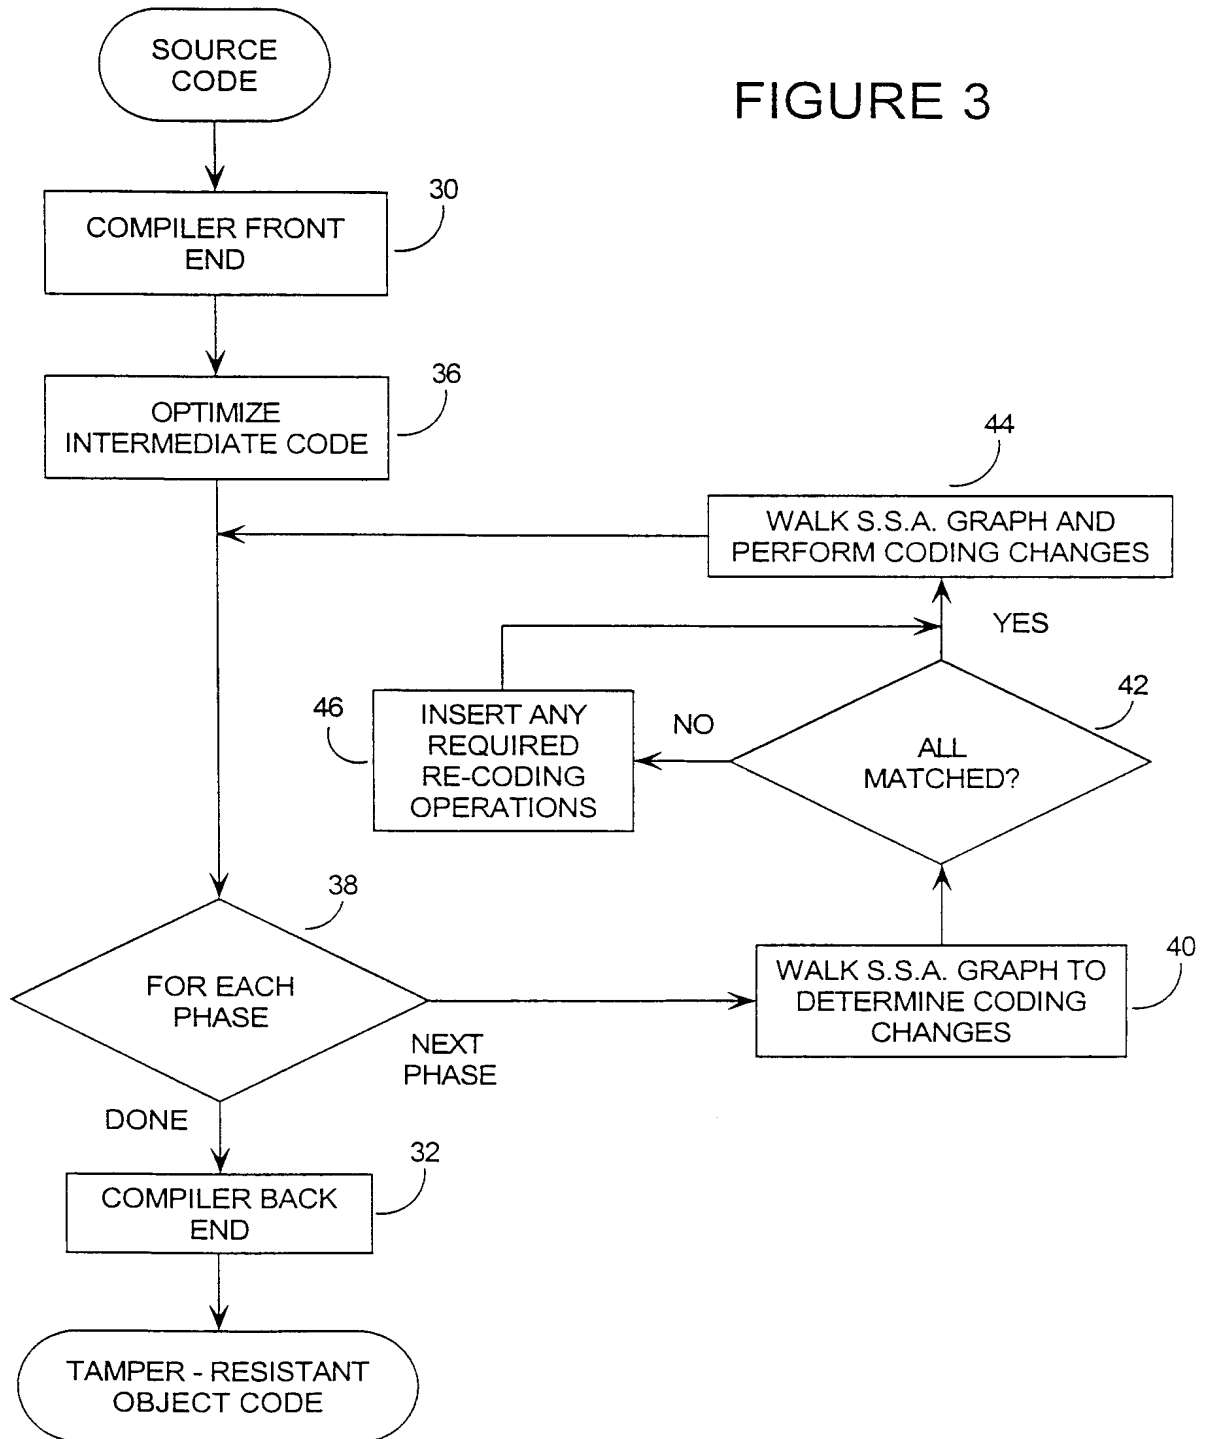 SOURCE
CODE
FIGURE 3
30
COMPILER FRONT
END
36
OPTIMIZE
INTERMEDIATE CODE
44
WALK S.S.A. GRAPH AND
PERFORM CODING CHANGES
YES
46
INSERT ANY
REQUIRED
RE-CODING
OPERATIONS
NO
42
ALL
MATCHED?
38
FOR EACH
PHASE
NEXT
PHASE
40
WALK S.S.A. GRAPH TO
DETERMINE CODING
CHANGES
DONE
32
COMPILER BACK
END
TAMPER - RESISTANT
OBJECT CODE